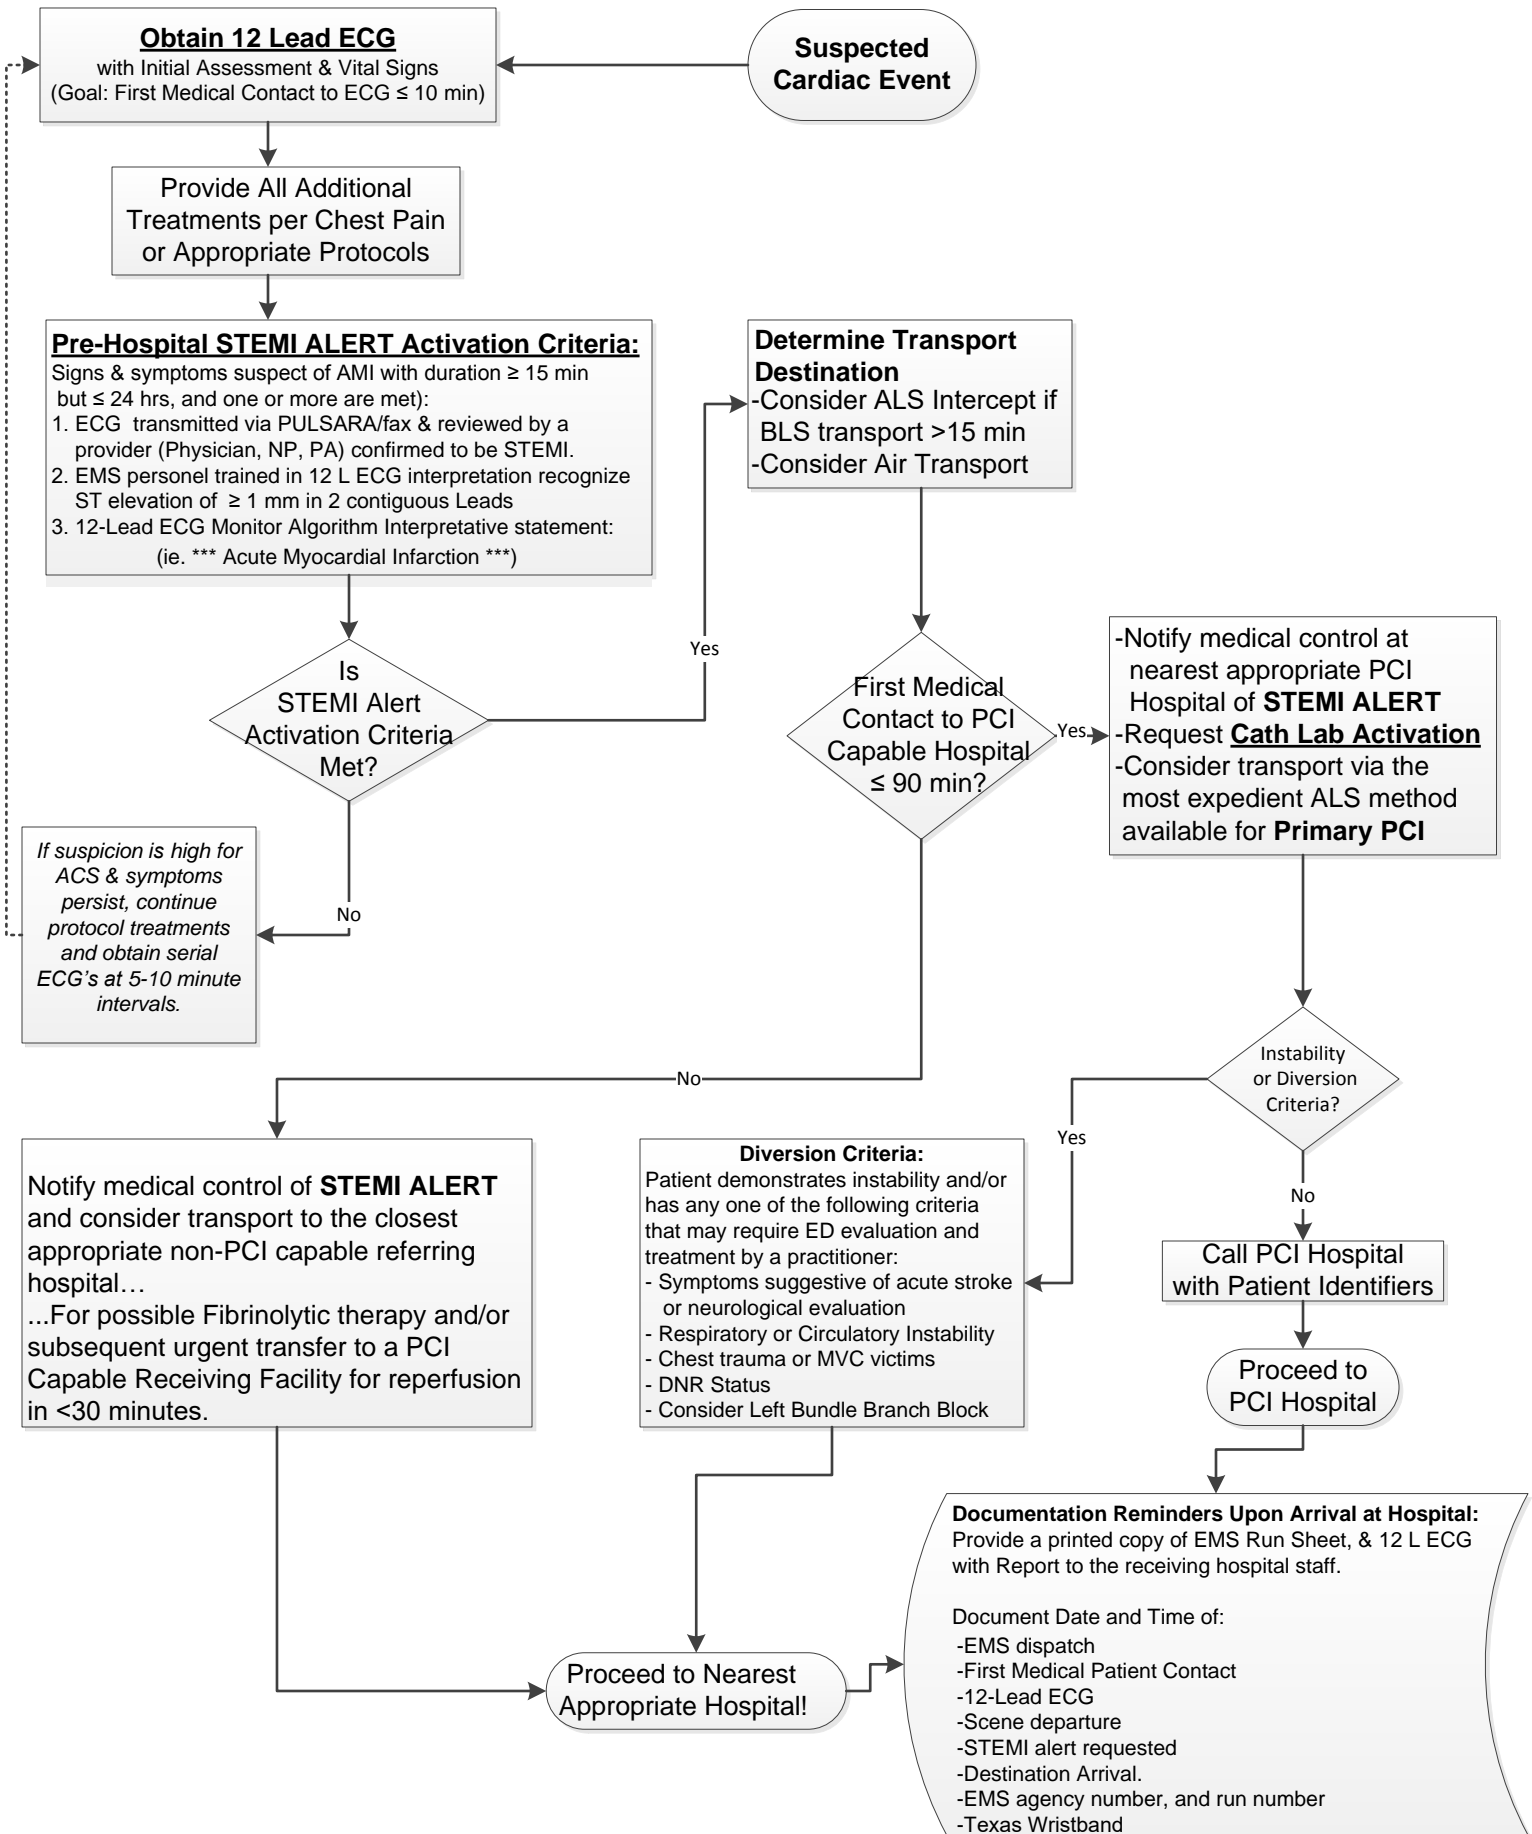 Obtain 12 Lead ECG
with Initial Assessment & Vital Signs
(Goal: First Medical Contact to ECG ≤ 10 min)
Suspected
Cardiac Event
Provide All Additional
Treatments per Chest Pain
or Appropriate Protocols
Pre-Hospital STEMI ALERT Activation Criteria:
Signs & symptoms suspect of AMI with duration ≥ 15 min
but ≤ 24 hrs, and one or more are met):
1. ECG transmitted via PULSARA/fax & reviewed by a
provider (Physician, NP, PA) confirmed to be STEMI.
2. EMS personel trained in 12 L ECG interpretation recognize
ST elevation of ≥ 1 mm in 2 contiguous Leads
3. 12-Lead ECG Monitor Algorithm Interpretative statement:
(ie. *** Acute Myocardial Infarction ***)
Determine Transport
Destination
-Consider ALS Intercept if
BLS transport >15 min
-Consider Air Transport
Is
STEMI Alert
Activation Criteria
Met?
Yes
No
If suspicion is high for
ACS & symptoms
persist, continue
protocol treatments
and obtain serial
ECG's at 5-10 minute
intervals.
First Medical
Contact to PCI
Capable Hospital
≤ 90 min?
Yes
No
-Notify medical control at
nearest appropriate PCI
Hospital of STEMI ALERT
-Request Cath Lab Activation
-Consider transport via the
most expedient ALS method
available for Primary PCI
Instability
or Diversion
Criteria?
Yes
No
Notify medical control of STEMI ALERT
and consider transport to the closest
appropriate non-PCI capable referring
hospital…
...For possible Fibrinolytic therapy and/or
subsequent urgent transfer to a PCI
Capable Receiving Facility for reperfusion
in <30 minutes.
Diversion Criteria:
Patient demonstrates instability and/or
has any one of the following criteria
that may require ED evaluation and
treatment by a practitioner:
- Symptoms suggestive of acute stroke
or neurological evaluation
- Respiratory or Circulatory Instability
- Chest trauma or MVC victims
- DNR Status
- Consider Left Bundle Branch Block
Call PCI Hospital
with Patient Identifiers
Proceed to
PCI Hospital
Proceed to Nearest
Appropriate Hospital!
Documentation Reminders Upon Arrival at Hospital:
Provide a printed copy of EMS Run Sheet, & 12 L ECG
with Report to the receiving hospital staff.
Document Date and Time of:
-EMS dispatch
-First Medical Patient Contact
-12-Lead ECG
-Scene departure
-STEMI alert requested
-Destination Arrival.
-EMS agency number, and run number
-Texas Wristband